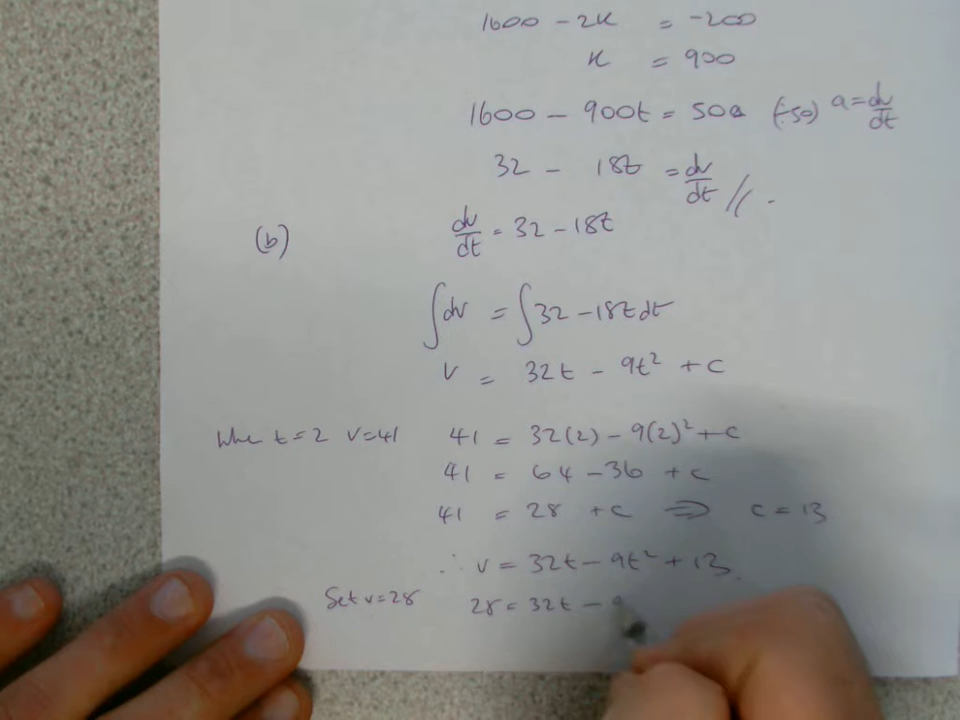 1600 - 2K = -200
K = 900
1600 - 900t = 50a (÷50) a = dv/dt
32 - 18t = dv/dt //.
(b) dv/dt = 32 - 18t
∫dv = ∫32 - 18t dt
v = 32t - 9t² + c
When t=2 v=41 41 = 32(2) - 9(2)² + c
41 = 64 - 36 + c
41 = 28 + c ⇒ c = 13
∴ v = 32t - 9t² + 13
Set v=28 28 = 32t - 9